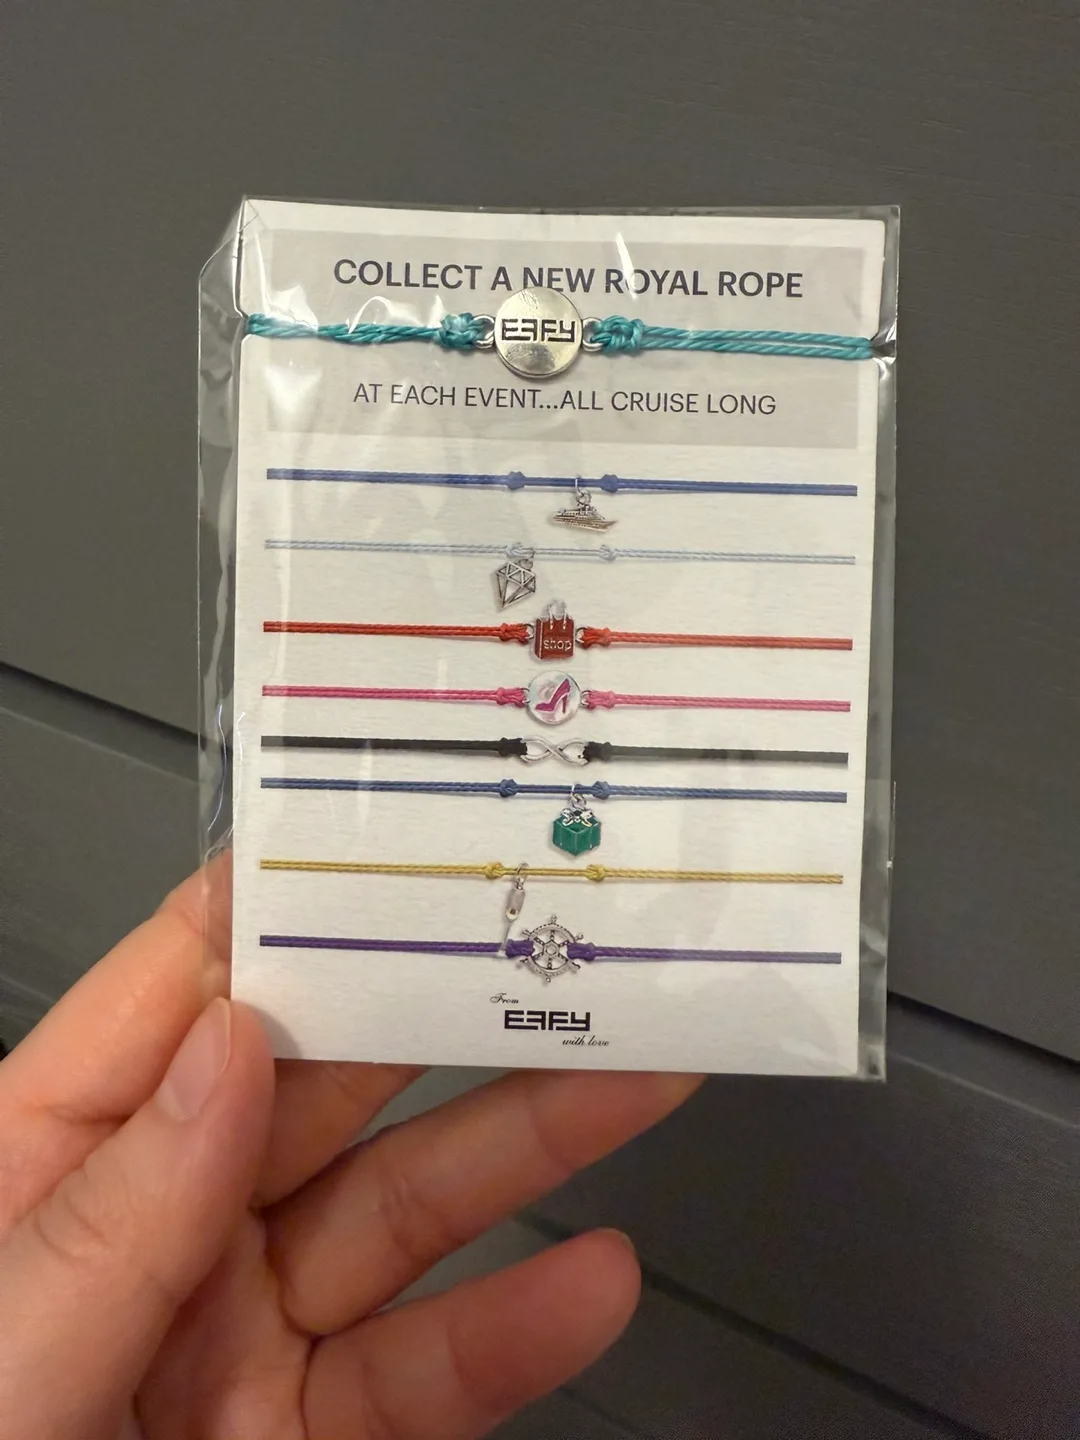 COLLECT A NEW ROYAL ROPE
EFFY
AT EACH EVENT...ALL CRUISE LONG
shop
From
EFFY
with love